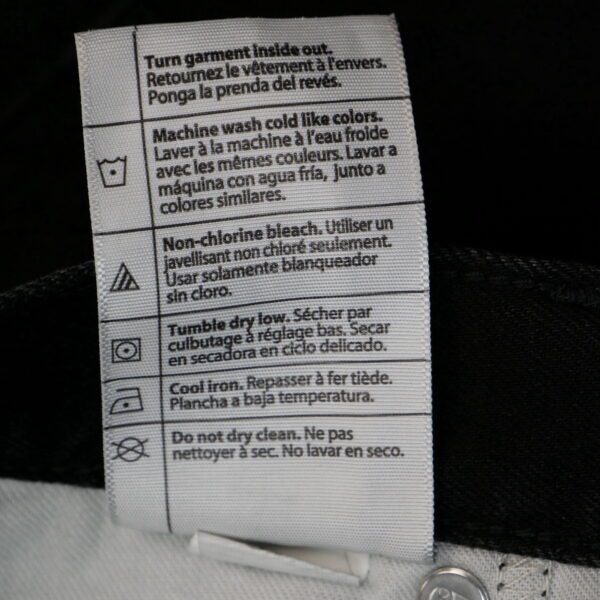 Turn garment inside out.
Retournez le vêtement à l'envers.
Ponga la prenda del revés.
Machine wash cold like colors.
Laver à la machine à l'eau froide
avec les mêmes couleurs. Lavar a
máquina con agua fría, junto a
colores similares.
Non-chlorine bleach. Utiliser un
javellisant non chloré seulement.
Usar solamente blanqueador
sin cloro.
Tumble dry low. Sécher par
culbutage à réglage bas. Secar
en secadora en ciclo delicado.
Cool iron. Repasser à fer tiède.
Plancha a baja temperatura.
Do not dry clean. Ne pas
nettoyer à sec. No lavar en seco.